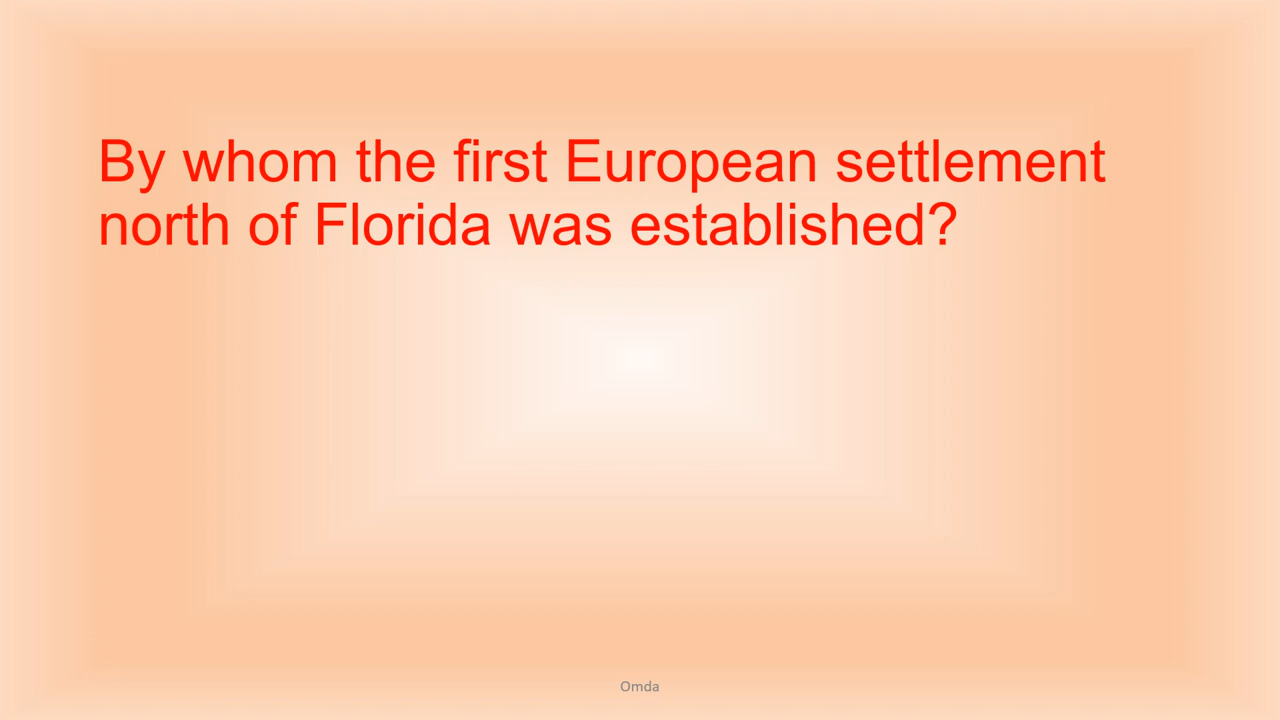 By whom the first European settlement
north of Florida was established?
Omda